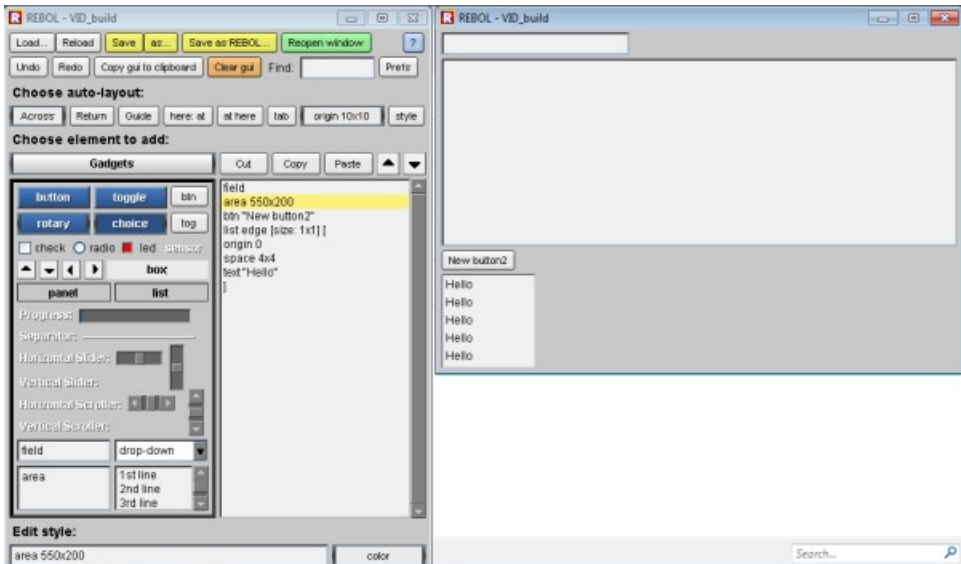 REBOL - VID_build
Load... Reload Save as... Save as REBOL... Reopen window ?
Undo Redo Copy gui to clipboard Clear gui Find: Prefs
Choose auto-layout:
Across Return Guide here: at at here tab origin 10x10 style
Choose element to add:
Gadgets Cut Copy Paste
button toggle btn
rotary choice tog
check radio led sensor
box
panel list
Progress:
Separator:
Horizontal Slider:
Vertical Slider:
Horizontal Scroller:
Vertical Scroller:
field drop-down
area 1st line
2nd line
3rd line
field
area 550x200
btn "New button2"
list edge [size: 1x1] [
origin 0
space 4x4
text "Hello"
]
Edit style:
area 550x200 color
REBOL - VID_build
New button2
Hello
Hello
Hello
Hello
Hello
Search...